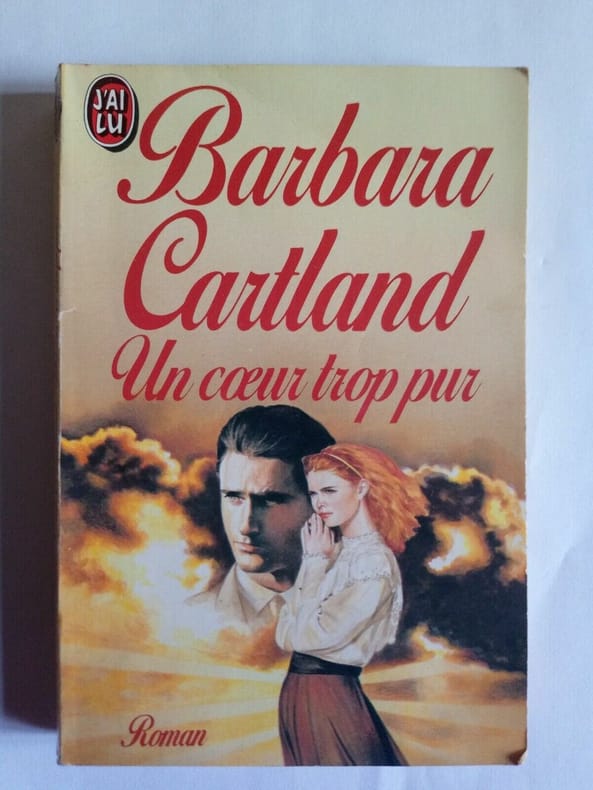 J'AI
LU
Barbara
Cartland
Un cœur trop pur
Roman